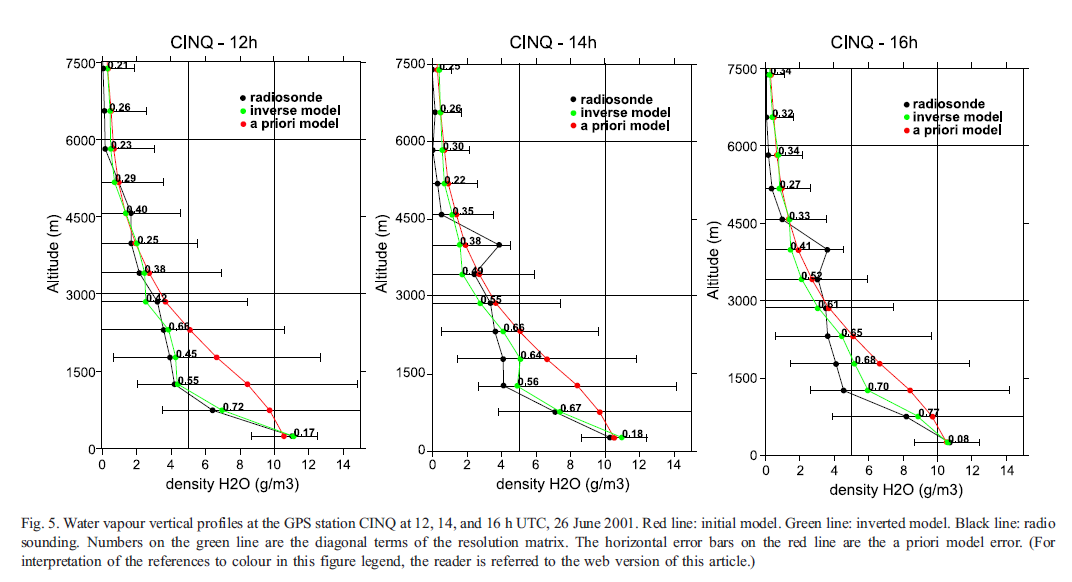 CINQ - 12h
CINQ - 14h
CINQ - 16h
7500
6000
4500
3000
1500
0
Altitude (m)
0.21
0.26
0.23
0.29
0.40
0.25
0.38
0.42
0.66
0.45
0.55
0.72
0.17
radiosonde
inverse model
a priori model
0 2 4 6 8 10 12 14
density H2O (g/m3)
7500
6000
4500
3000
1500
0
Altitude (m)
0.25
0.26
0.30
0.22
0.35
0.38
0.49
0.55
0.66
0.64
0.56
0.67
0.18
radiosonde
inverse model
a priori model
0 2 4 6 8 10 12 14
density H2O (g/m3)
7500
6000
4500
3000
1500
0
Altitude (m)
0.34
0.32
0.34
0.27
0.33
0.41
0.52
0.61
0.65
0.68
0.70
0.77
0.08
radiosonde
inverse model
a priori model
0 2 4 6 8 10 12 14
density H2O (g/m3)
Fig. 5. Water vapour vertical profiles at the GPS station CINQ at 12, 14, and 16 h UTC, 26 June 2001. Red line: initial model. Green line: inverted model. Black line: radio
sounding. Numbers on the green line are the diagonal terms of the resolution matrix. The horizontal error bars on the red line are the a priori model error. (For
interpretation of the references to colour in this figure legend, the reader is referred to the web version of this article.)